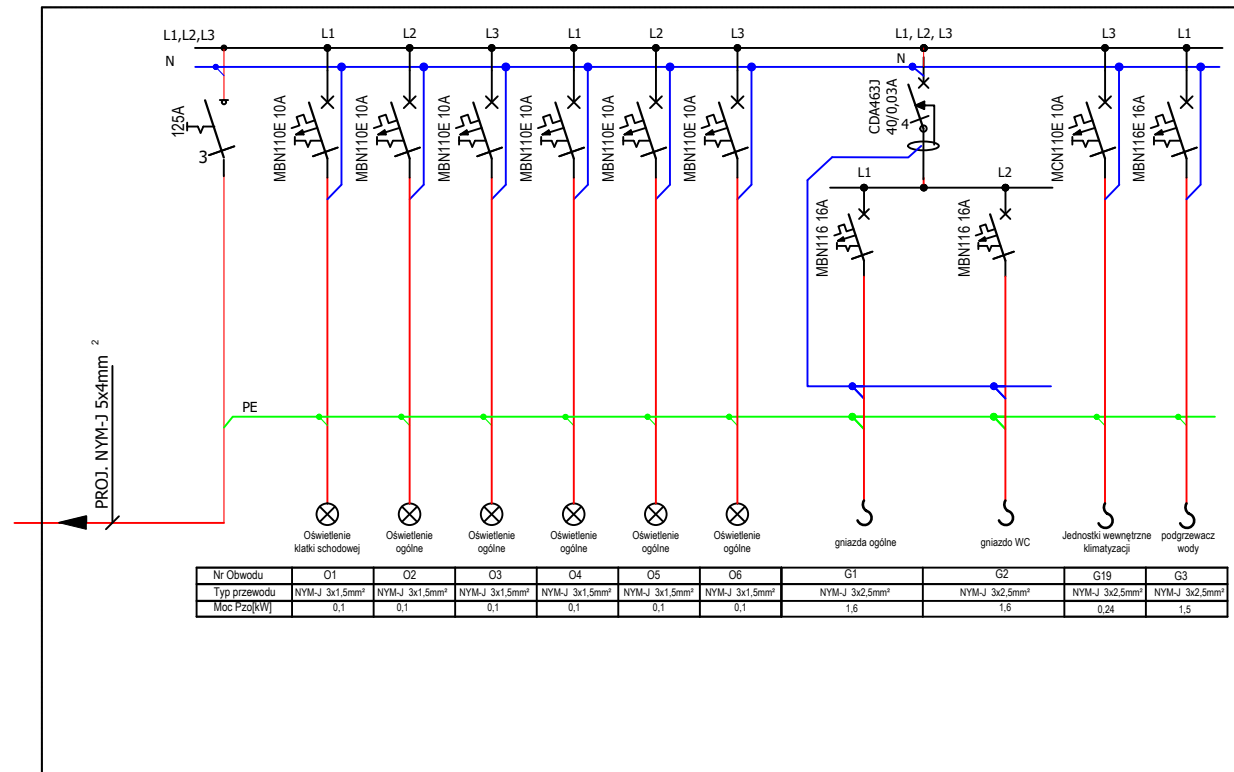 L1,L2,L3
L1
L2
L3
L1
L2
L3
L1, L2, L3
L3
L1
N
N
125A
3
MBN110E 10A
MBN110E 10A
MBN110E 10A
MBN110E 10A
MBN110E 10A
MBN110E 10A
CDA463J
40/0,03A
4
MCN110E 10A
MBN116E 16A
L1
L2
MBN116 16A
MBN116 16A
PROJ. NYM-J 5x4mm²
PE
Oświetlenie
klatki schodowej
Oświetlenie
ogólne
Oświetlenie
ogólne
Oświetlenie
ogólne
Oświetlenie
ogólne
Oświetlenie
ogólne
gniazda ogólne
gniazdo WC
Jednostki wewnętrzne
klimatyzacji
podgrzewacz
wody
Nr Obwodu O1 O2 O3 O4 O5 O6 G1 G2 G19 G3
Typ przewodu NYM-J 3x1,5mm² NYM-J 3x1,5mm² NYM-J 3x1,5mm² NYM-J 3x1,5mm² NYM-J 3x1,5mm² NYM-J 3x1,5mm² NYM-J 3x2,5mm² NYM-J 3x2,5mm² NYM-J 3x2,5mm² NYM-J 3x2,5mm²
Moc Pzo[kW] 0,1 0,1 0,1 0,1 0,1 0,1 1,6 1,6 0,24 1,5